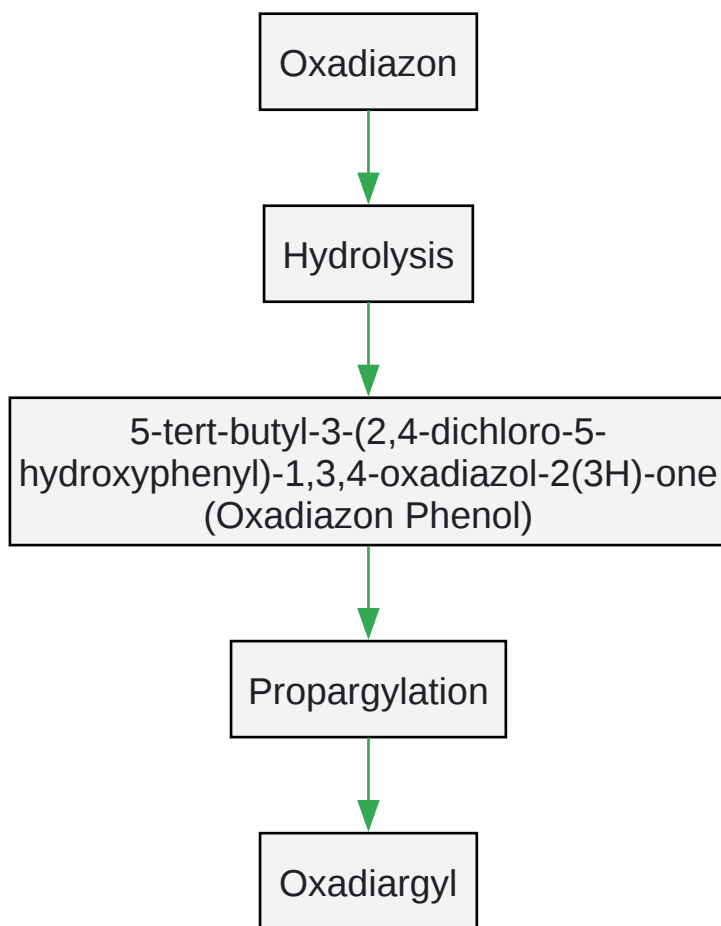 Oxadiazon
Hydrolysis
5-tert-butyl-3-(2,4-dichloro-5-
hydroxyphenyl)-1,3,4-oxadiazol-2(3H)-one
(Oxadiazon Phenol)
Propargylation
Oxadiargyl